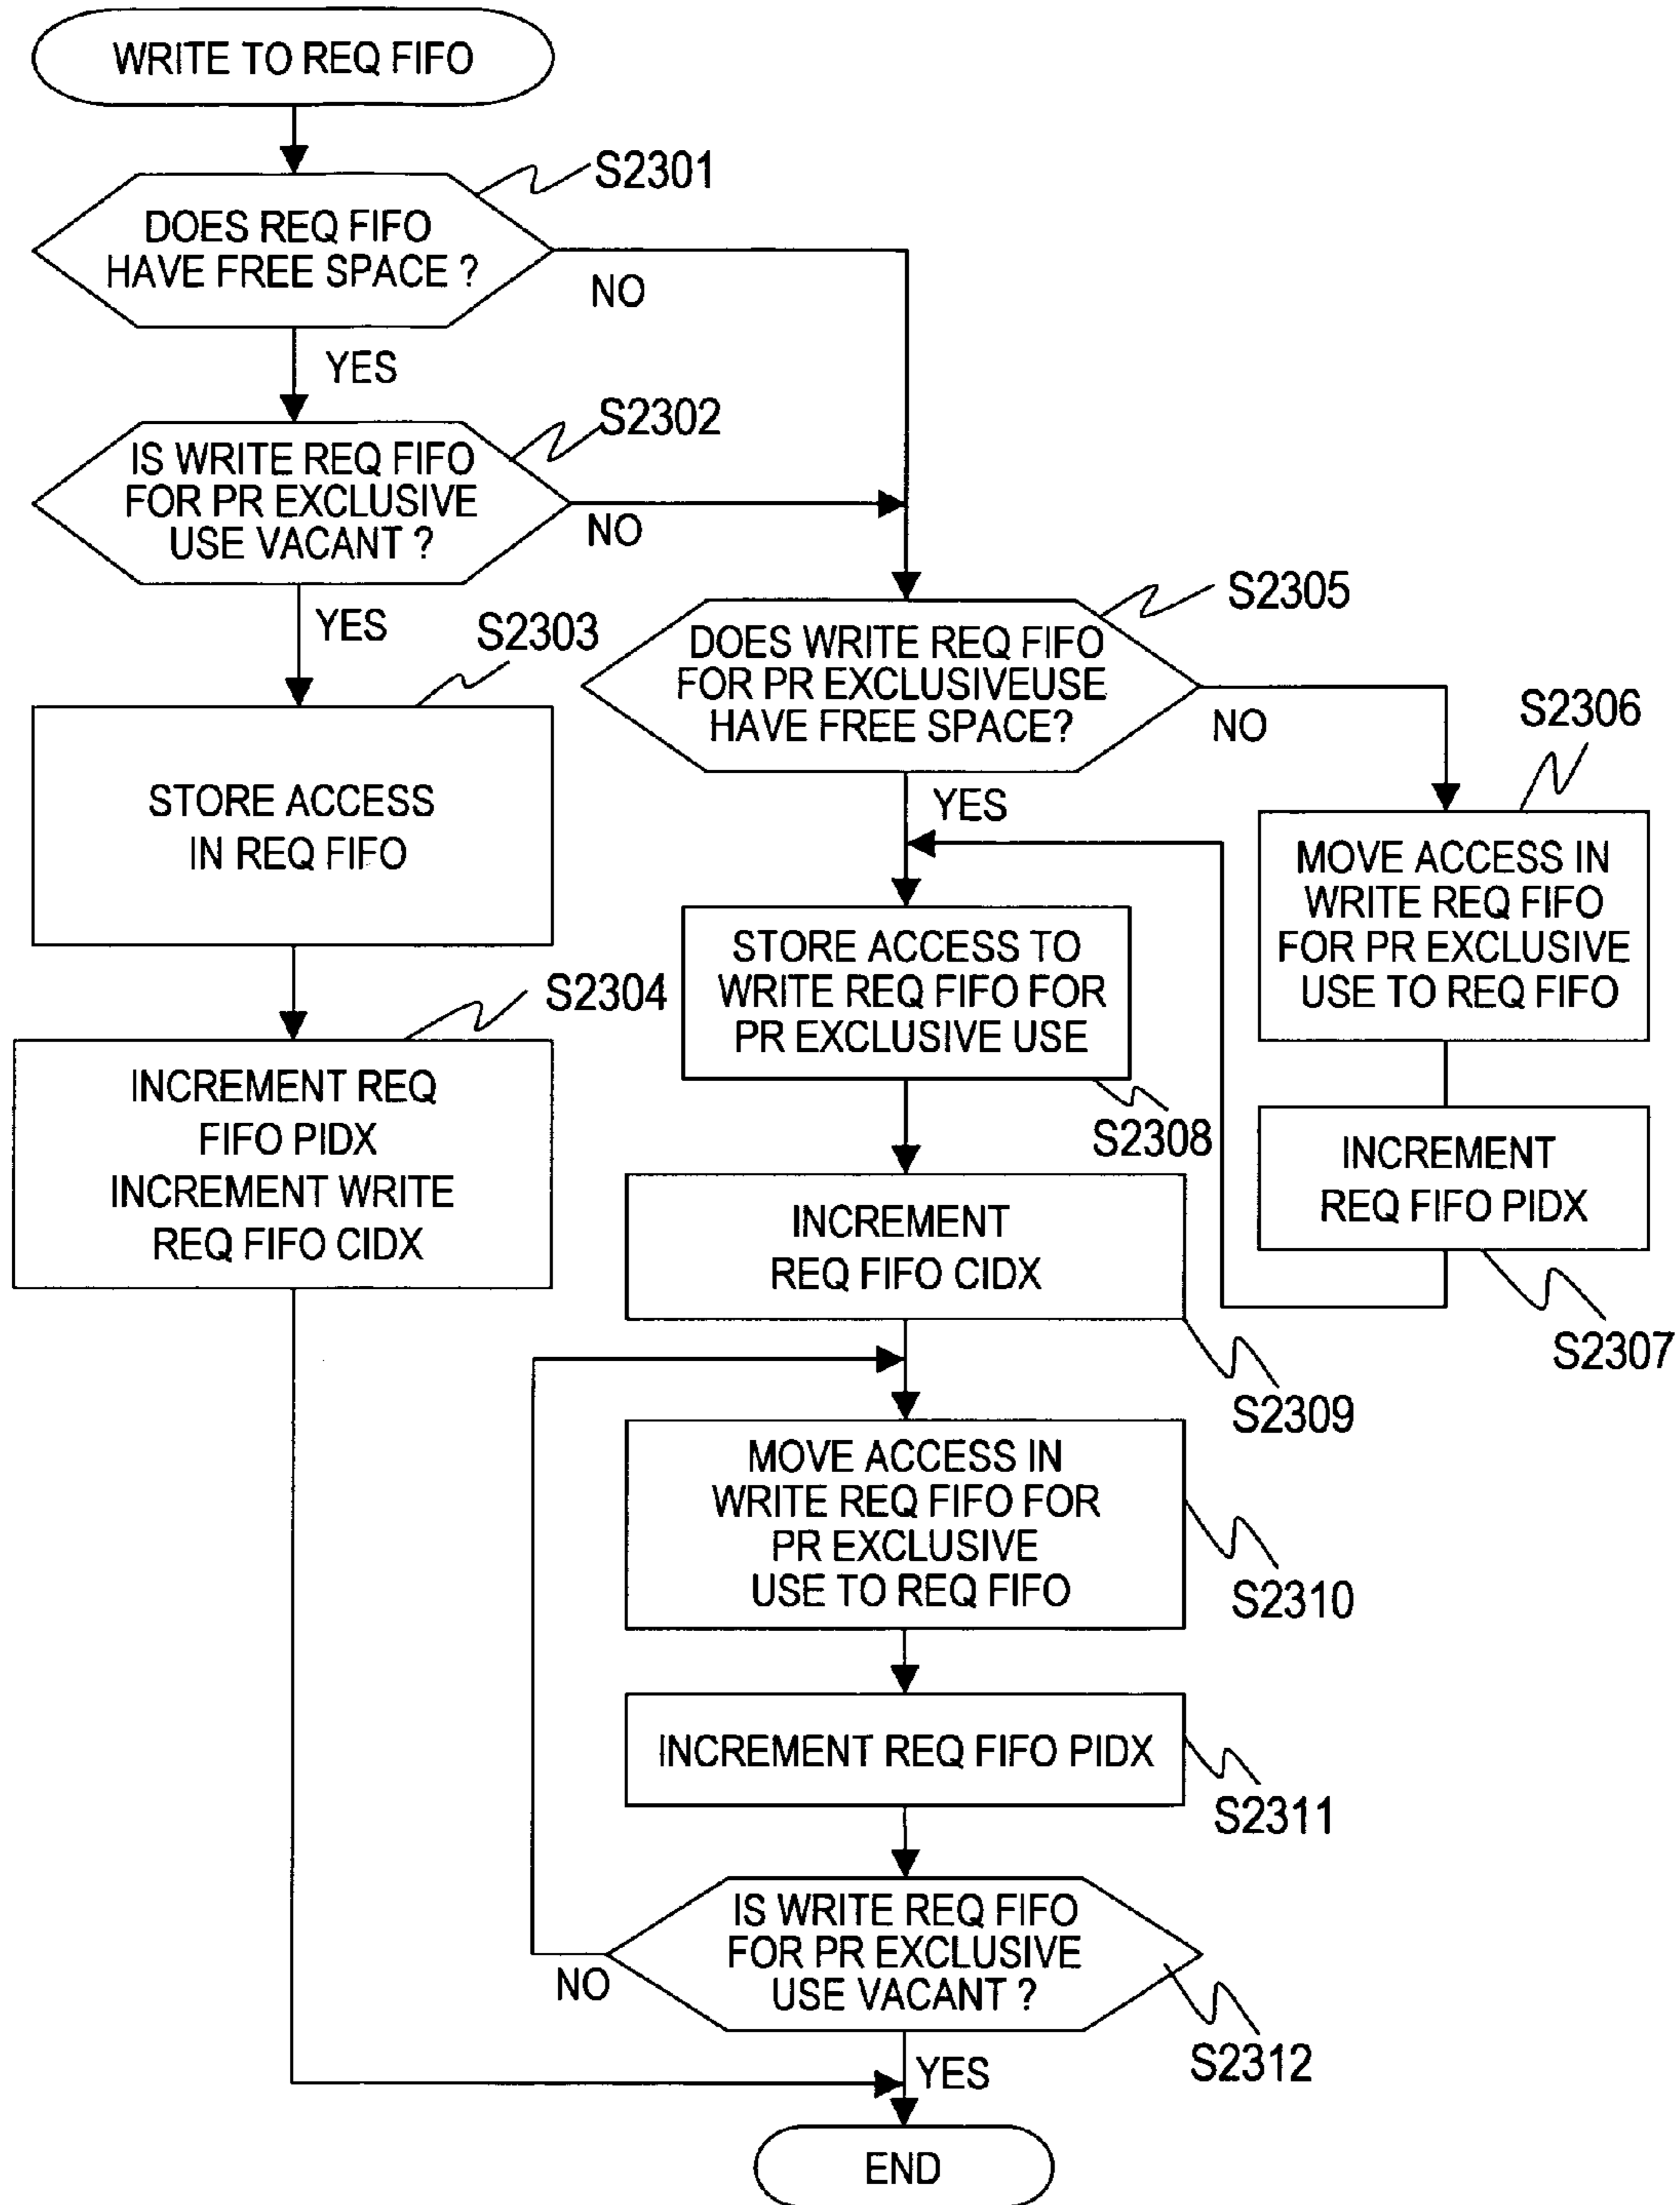 WRITE TO REQ FIFO
S2301
DOES REQ FIFO
HAVE FREE SPACE ?
NO
YES
S2302
IS WRITE REQ FIFO
FOR PR EXCLUSIVE
USE VACANT ?
NO
YES
S2303
STORE ACCESS
IN REQ FIFO
S2304
INCREMENT REQ
FIFO PIDX
INCREMENT WRITE
REQ FIFO CIDX
S2305
DOES WRITE REQ FIFO
FOR PR EXCLUSIVEUSE
HAVE FREE SPACE?
NO
YES
S2306
MOVE ACCESS IN
WRITE REQ FIFO
FOR PR EXCLUSIVE
USE TO REQ FIFO
INCREMENT
REQ FIFO PIDX
S2307
STORE ACCESS TO
WRITE REQ FIFO FOR
PR EXCLUSIVE USE
S2308
INCREMENT
REQ FIFO CIDX
S2309
MOVE ACCESS IN
WRITE REQ FIFO FOR
PR EXCLUSIVE
USE TO REQ FIFO
S2310
INCREMENT REQ FIFO PIDX
S2311
IS WRITE REQ FIFO
FOR PR EXCLUSIVE
USE VACANT ?
NO
S2312
YES
END